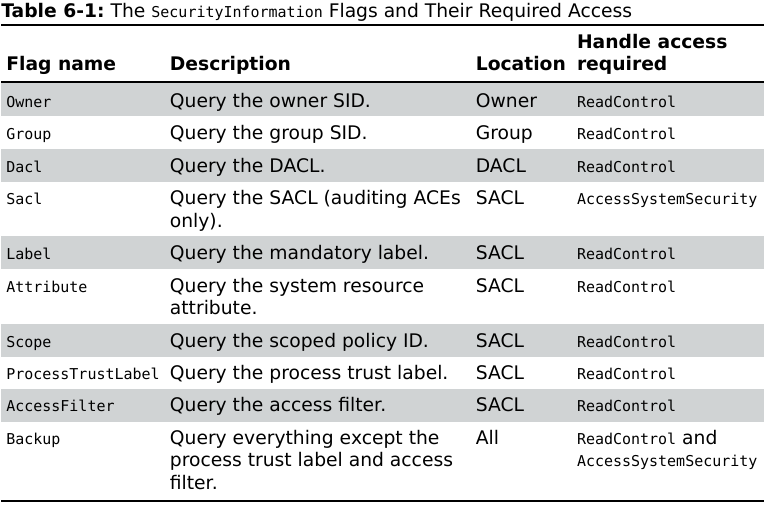 Table 6-1: The SecurityInformation Flags and Their Required Access
Flag name Description Location Handle access required
Owner Query the owner SID. Owner ReadControl
Group Query the group SID. Group ReadControl
Dacl Query the DACL. DACL ReadControl
Sacl Query the SACL (auditing ACEs only). SACL AccessSystemSecurity
Label Query the mandatory label. SACL ReadControl
Attribute Query the system resource attribute. SACL ReadControl
Scope Query the scoped policy ID. SACL ReadControl
ProcessTrustLabel Query the process trust label. SACL ReadControl
AccessFilter Query the access filter. SACL ReadControl
Backup Query everything except the process trust label and access filter. All ReadControl and AccessSystemSecurity